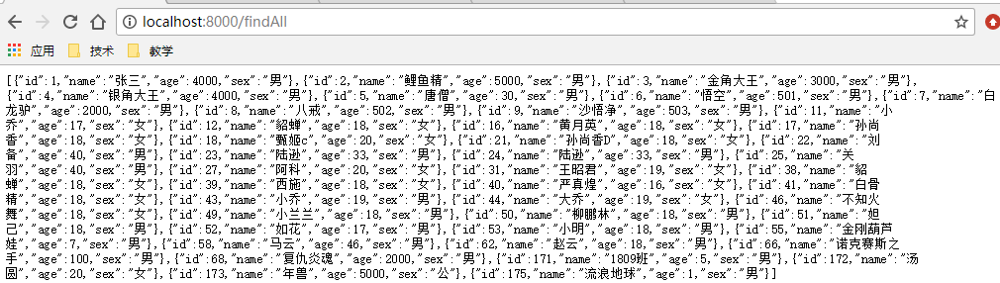 localhost:8000/findAll
应用 技术 教学
[{"id":1,"name":"张三","age":4000,"sex":"男"},{"id":2,"name":"鲤鱼精","age":5000,"sex":"男"},{"id":3,"name":"金角大王","age":3000,"sex":"男"},
{"id":4,"name":"银角大王","age":4000,"sex":"男"},{"id":5,"name":"唐僧","age":30,"sex":"男"},{"id":6,"name":"悟空","age":501,"sex":"男"},{"id":7,"name":"白
龙驴","age":2000,"sex":"男"},{"id":8,"name":"八戒","age":502,"sex":"男"},{"id":9,"name":"沙悟净","age":503,"sex":"男"},{"id":11,"name":"小
乔","age":17,"sex":"女"},{"id":12,"name":"貂蝉","age":18,"sex":"女"},{"id":16,"name":"黄月英","age":18,"sex":"女"},{"id":17,"name":"孙尚
香","age":18,"sex":"女"},{"id":18,"name":"甄姬c","age":20,"sex":"女"},{"id":21,"name":"孙尚香D","age":18,"sex":"女"},{"id":22,"name":"刘
备","age":40,"sex":"男"},{"id":23,"name":"陆逊","age":33,"sex":"男"},{"id":24,"name":"陆逊","age":33,"sex":"男"},{"id":25,"name":"关
羽","age":40,"sex":"男"},{"id":27,"name":"阿科","age":20,"sex":"女"},{"id":31,"name":"王昭君","age":19,"sex":"女"},{"id":38,"name":"貂
蝉","age":18,"sex":"女"},{"id":39,"name":"西施","age":18,"sex":"女"},{"id":40,"name":"严真煌","age":16,"sex":"女"},{"id":41,"name":"白骨
精","age":18,"sex":"女"},{"id":43,"name":"小乔","age":19,"sex":"男"},{"id":44,"name":"大乔","age":19,"sex":"女"},{"id":46,"name":"不知火
舞","age":18,"sex":"女"},{"id":49,"name":"小兰兰","age":18,"sex":"男"},{"id":50,"name":"柳鹏林","age":18,"sex":"男"},{"id":51,"name":"妲
己","age":18,"sex":"男"},{"id":52,"name":"如花","age":17,"sex":"男"},{"id":53,"name":"小明","age":18,"sex":"男"},{"id":55,"name":"金刚葫芦
娃","age":7,"sex":"男"},{"id":58,"name":"马云","age":46,"sex":"男"},{"id":62,"name":"赵云","age":18,"sex":"男"},{"id":66,"name":"诺克赛斯之
手","age":100,"sex":"男"},{"id":68,"name":"复仇炎魂","age":2000,"sex":"男"},{"id":171,"name":"1809班","age":5,"sex":"男"},{"id":172,"name":"汤
圆","age":20,"sex":"女"},{"id":173,"name":"年兽","age":5000,"sex":"公"},{"id":175,"name":"流浪地球","age":1,"sex":"男"}]